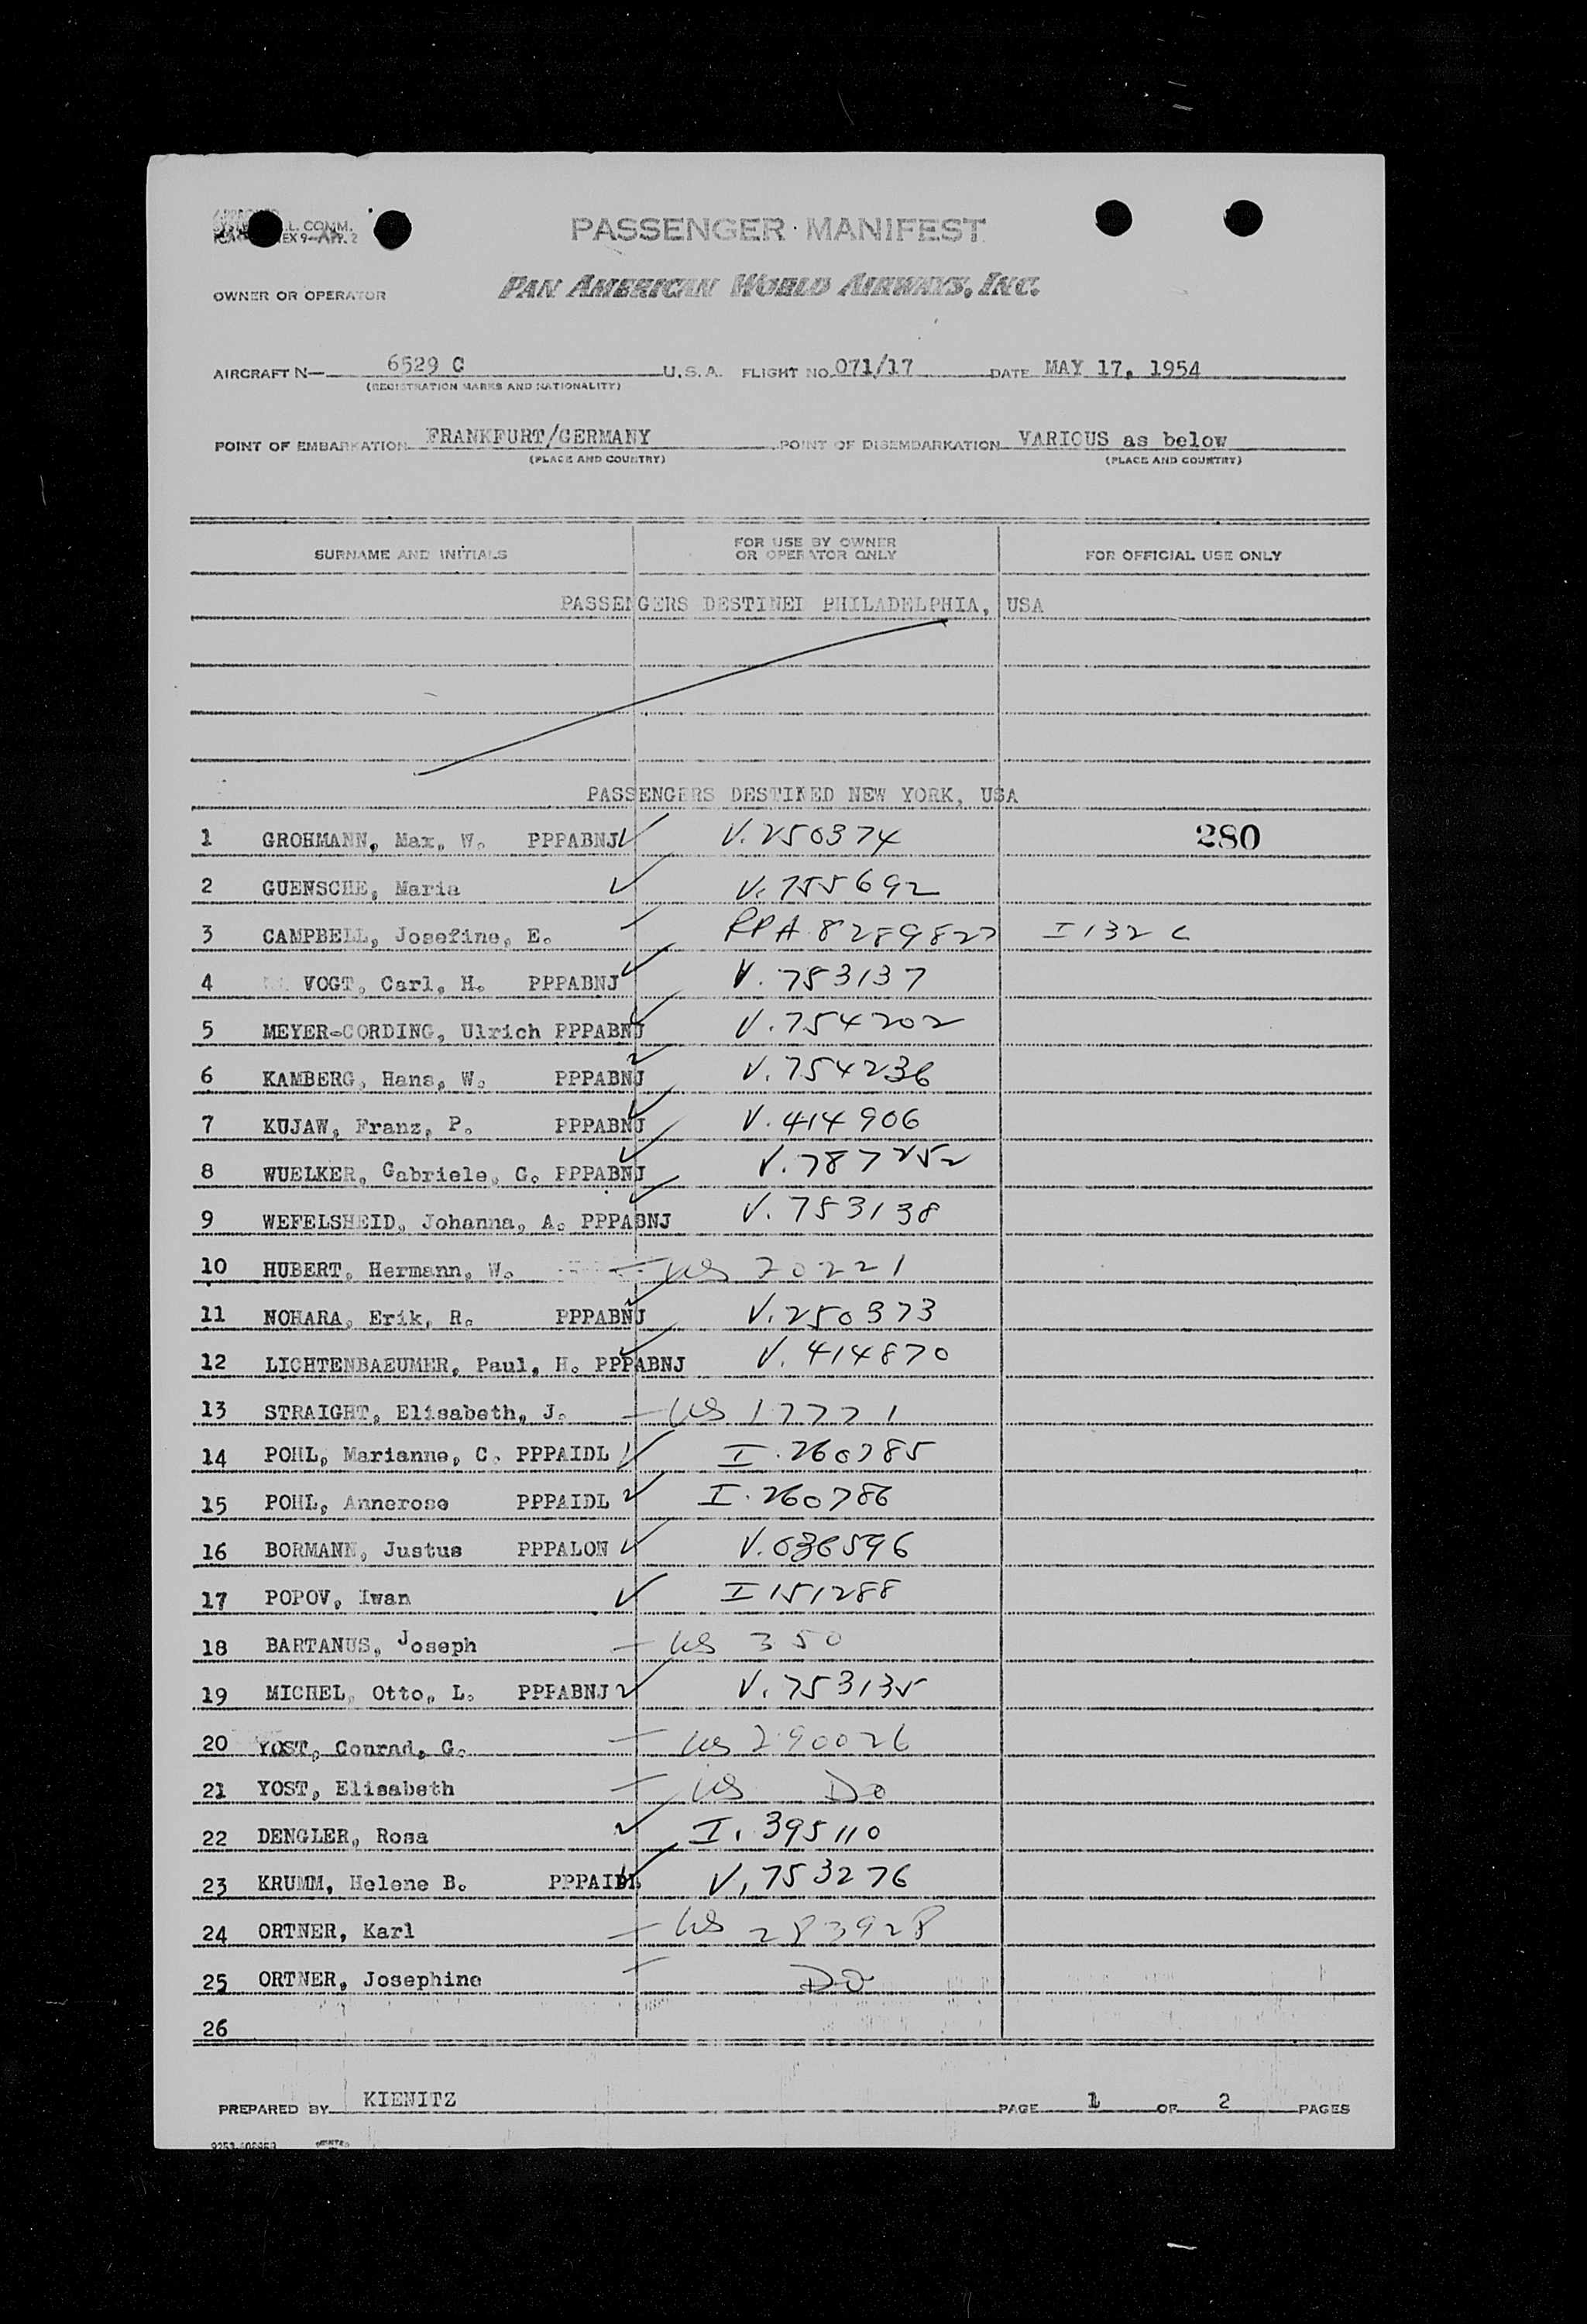 L. COMM.
EX 9-AP. 2
PASSENGER MANIFEST
OWNER OR OPERATOR PAN AMERICAN WORLD AIRWAYS, INC.
AIRCRAFT N— 6529 C U.S.A. FLIGHT NO. 071/17 DATE MAY 17, 1954
(REGISTRATION MARKS AND NATIONALITY)
POINT OF EMBARKATION FRANKFURT/GERMANY POINT OF DISEMBARKATION VARIOUS as below
(PLACE AND COUNTRY) (PLACE AND COUNTRY)
SURNAME AND INITIALS FOR USE BY OWNER OR OPERATOR ONLY FOR OFFICIAL USE ONLY
PASSENGERS DESTINED PHILADELPHIA, USA
PASSENGERS DESTINED NEW YORK, USA
1 GROHMANN, Max, W. PPPABNJ V. 250374 280
2 GUENSCHE, Maria V. 755692
3 CAMPBELL, Josefine, E. RPA 8289827 I 132 C
4 VOGT, Carl, H. PPPABNJ V. 753137
5 MEYER-CORDING, Ulrich PPPABNJ V. 754202
6 KAMBERG, Hans, W. PPPABNJ V. 754236
7 KUJAW, Franz, P. PPPABNJ V. 414906
8 WUELKER, Gabriele, G. PPPABNJ V. 787252
9 WEFELSHEID, Johanna, A. PPPABNJ V. 753138
10 HUBERT, Hermann, W. US 20221
11 NOHARA, Erik, R. PPPABNJ V. 250373
12 LICHTENBAEUMER, Paul, H. PPPABNJ V. 414870
13 STRAIGHT, Elisabeth, J. US 17771
14 POHL, Marianne, C. PPPAIDL I. 260785
15 POHL, Annerose PPPAIDL I. 260786
16 BORMANN, Justus PPPALON V. 036596
17 POPOV, Iwan I 151288
18 BARTANUS, Joseph US 350
19 MICHEL, Otto, L. PPPABNJ V. 753135
20 YOST, Conrad, G. US 290026
21 YOST, Elisabeth US Do
22 DENGLER, Rosa I. 395110
23 KRUMM, Helene B. PPPAIDL V. 753276
24 ORTNER, Karl US 283928
25 ORTNER, Josephine DO
26
PREPARED BY KIENITZ PAGE 1 OF 2 PAGES